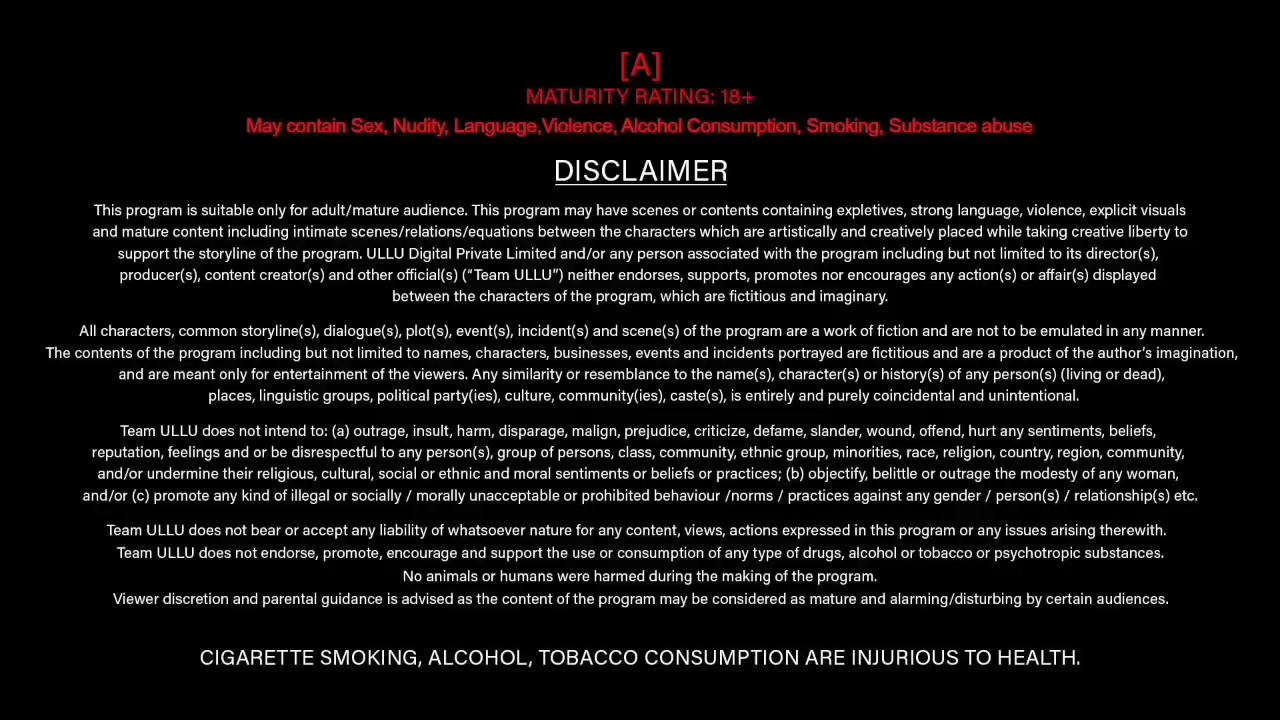 [A]
MATURITY RATING: 18+
May contain Sex, Nudity, Language,Violence, Alcohol Consumption, Smoking, Substance abuse
DISCLAIMER
This program is suitable only for adult/mature audience. This program may have scenes or contents containing expletives, strong language, violence, explicit visuals
and mature content including intimate scenes/relations/equations between the characters which are artistically and creatively placed while taking creative liberty to
support the storyline of the program. ULLU Digital Private Limited and/or any person associated with the program including but not limited to its director(s),
producer(s), content creator(s) and other official(s) (“Team ULLU”) neither endorses, supports, promotes nor encourages any action(s) or affair(s) displayed
between the characters of the program, which are fictitious and imaginary.
All characters, common storyline(s), dialogue(s), plot(s), event(s), incident(s) and scene(s) of the program are a work of fiction and are not to be emulated in any manner.
The contents of the program including but not limited to names, characters, businesses, events and incidents portrayed are fictitious and are a product of the author’s imagination,
and are meant only for entertainment of the viewers. Any similarity or resemblance to the name(s), character(s) or history(s) of any person(s) (living or dead),
places, linguistic groups, political party(ies), culture, community(ies), caste(s), is entirely and purely coincidental and unintentional.
Team ULLU does not intend to: (a) outrage, insult, harm, disparage, malign, prejudice, criticize, defame, slander, wound, offend, hurt any sentiments, beliefs,
reputation, feelings and or be disrespectful to any person(s), group of persons, class, community, ethnic group, minorities, race, religion, country, region, community,
and/or undermine their religious, cultural, social or ethnic and moral sentiments or beliefs or practices; (b) objectify, belittle or outrage the modesty of any woman,
and/or (c) promote any kind of illegal or socially / morally unacceptable or prohibited behaviour /norms / practices against any gender / person(s) / relationship(s) etc.
Team ULLU does not bear or accept any liability of whatsoever nature for any content, views, actions expressed in this program or any issues arising therewith.
Team ULLU does not endorse, promote, encourage and support the use or consumption of any type of drugs, alcohol or tobacco or psychotropic substances.
No animals or humans were harmed during the making of the program.
Viewer discretion and parental guidance is advised as the content of the program may be considered as mature and alarming/disturbing by certain audiences.
CIGARETTE SMOKING, ALCOHOL, TOBACCO CONSUMPTION ARE INJURIOUS TO HEALTH.